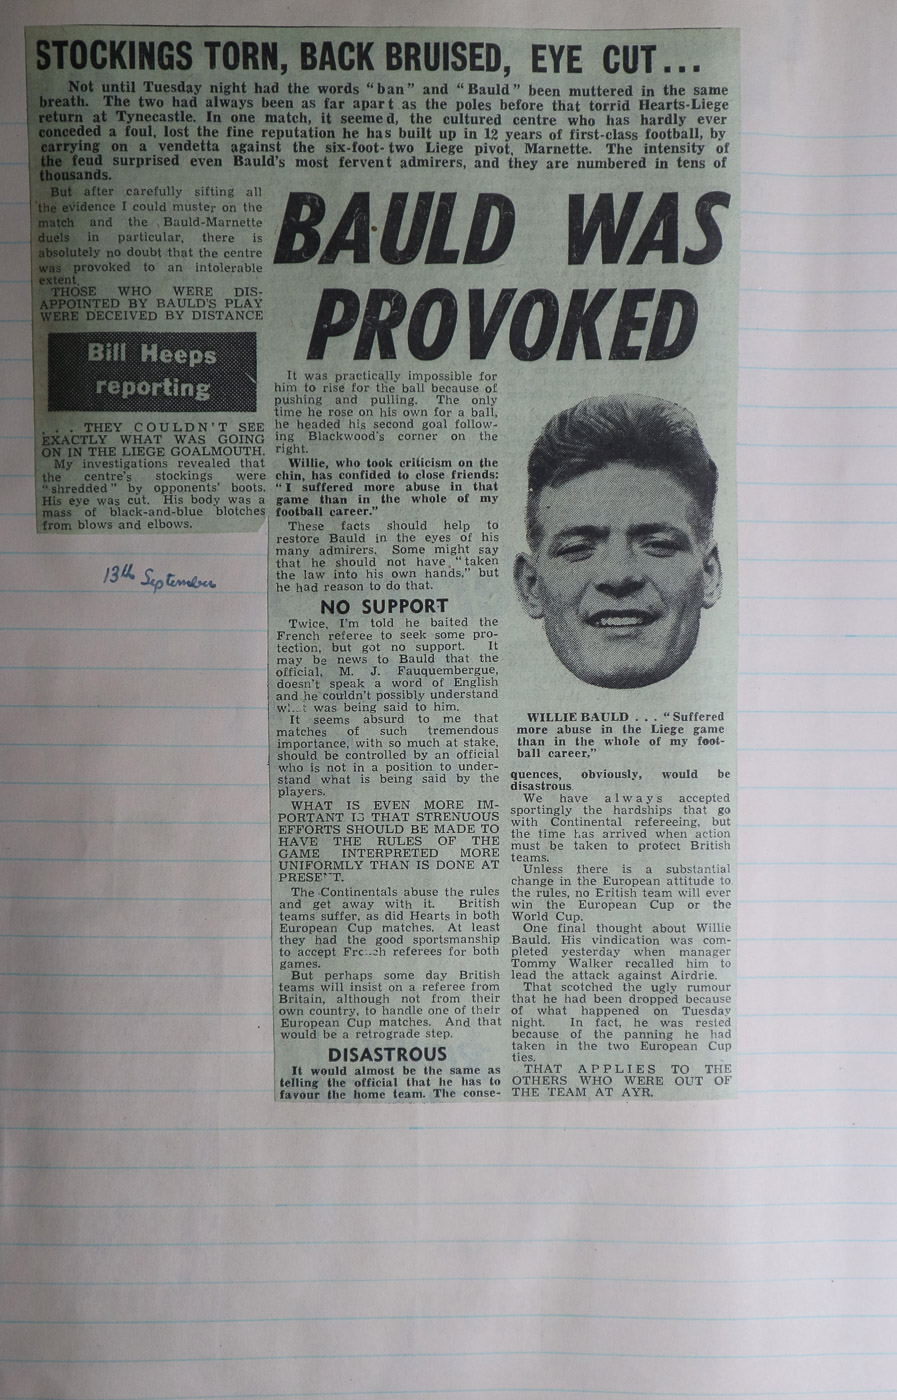 STOCKINGS TORN, BACK BRUISED, EYE CUT...
Not until Tuesday night had the words "ban" and "Bauld" been muttered in the same
breath. The two had always been as far apart as the poles before that torrid Hearts-Liege
return at Tynecastle. In one match, it seemed, the cultured centre who has hardly ever
conceded a foul, lost the fine reputation he has built up in 12 years of first-class football, by
carrying on a vendetta against the six-foot-two Liege pivot, Marnette. The intensity of
the feud surprised even Bauld's most fervent admirers, and they are numbered in tens of
thousands.
BAULD WAS
PROVOKED
But after carefully sifting all
the evidence I could muster on the
match and the Bauld-Marnette
duels in particular, there is
absolutely no doubt that the centre
was provoked to an intolerable
extent.
THOSE WHO WERE DIS-
APPOINTED BY BAULD'S PLAY
WERE DECEIVED BY DISTANCE
Bill Heeps
reporting
. . . THEY COULDN'T SEE
EXACTLY WHAT WAS GOING
ON IN THE LIEGE GOALMOUTH.
My investigations revealed that
the centre's stockings were
"shredded" by opponents' boots.
His eye was cut. His body was a
mass of black-and-blue blotches
from blows and elbows.
13th September
It was practically impossible for
him to rise for the ball because of
pushing and pulling. The only
time he rose on his own for a ball,
he headed his second goal follow-
ing Blackwood's corner on the
right.
Willie, who took criticism on the
chin, has confided to close friends:
"I suffered more abuse in that
game than in the whole of my
football career."
These facts should help to
restore Bauld in the eyes of his
many admirers. Some might say
that he should not have "taken
the law into his own hands," but
he had reason to do that.
NO SUPPORT
Twice, I'm told he baited the
French referee to seek some pro-
tection, but got no support. It
may be news to Bauld that the
official, M. J. Fauquembergue,
doesn't speak a word of English
and he couldn't possibly understand
what was being said to him.
It seems absurd to me that
matches of such tremendous
importance, with so much at stake,
should be controlled by an official
who is not in a position to under-
stand what is being said by the
players.
WHAT IS EVEN MORE IM-
PORTANT IS THAT STRENUOUS
EFFORTS SHOULD BE MADE TO
HAVE THE RULES OF THE
GAME INTERPRETED MORE
UNIFORMLY THAN IS DONE AT
PRESENT.
The Continentals abuse the rules
and get away with it. British
teams suffer, as did Hearts in both
European Cup matches. At least
they had the good sportsmanship
to accept French referees for both
games.
But perhaps some day British
teams will insist on a referee from
Britain, although not from their
own country, to handle one of their
European Cup matches. And that
would be a retrograde step.
DISASTROUS
It would almost be the same as
telling the official that he has to
favour the home team. The conse-
WILLIE BAULD . . . "Suffered
more abuse in the Liege game
than in the whole of my foot-
ball career."
quences, obviously, would be
disastrous.
We have always accepted
sportingly the hardships that go
with Continental refereeing, but
the time has arrived when action
must be taken to protect British
teams.
Unless there is a substantial
change in the European attitude to
the rules, no British team will ever
win the European Cup or the
World Cup.
One final thought about Willie
Bauld. His vindication was com-
pleted yesterday when manager
Tommy Walker recalled him to
lead the attack against Airdrie.
That scotched the ugly rumour
that he had been dropped because
of what happened on Tuesday
night. In fact, he was rested
because of the panning he had
taken in the two European Cup
ties.
THAT APPLIES TO THE
OTHERS WHO WERE OUT OF
THE TEAM AT AYR.